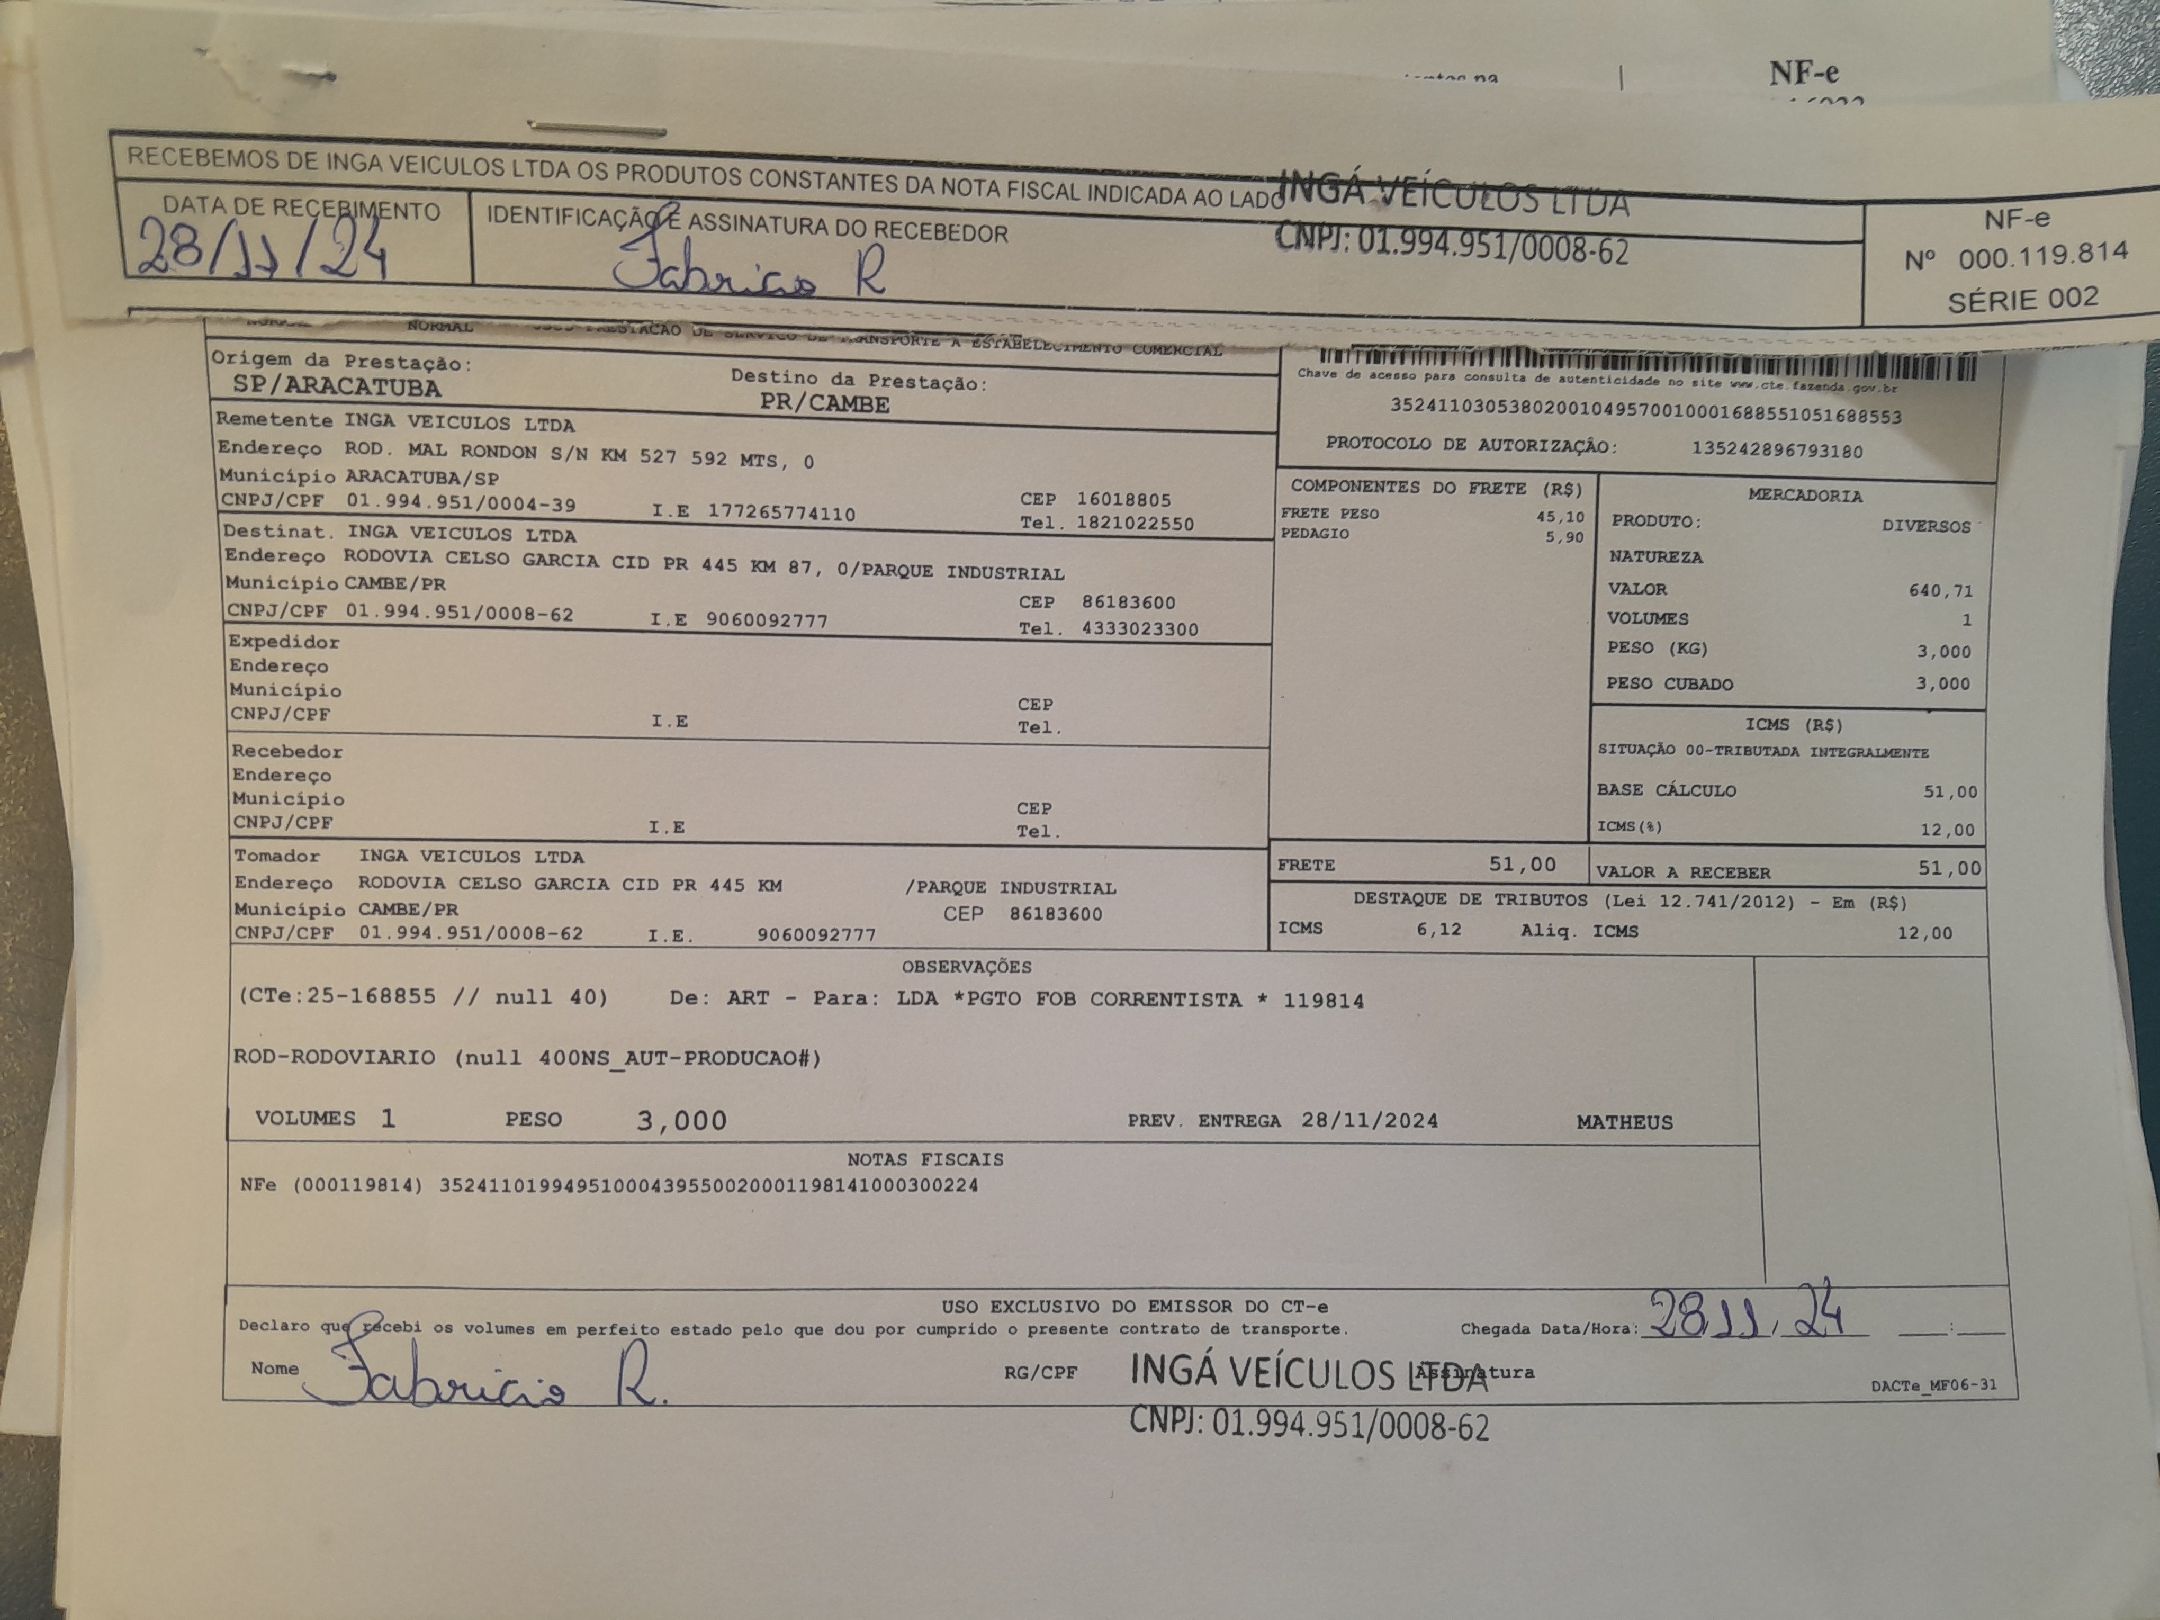 NF-e
RECEBEMOS DE INGA VEICULOS LTDA OS PRODUTOS CONSTANTES DA NOTA FISCAL INDICADA AO LADO
INGÁ VEÍCULOS LTDA
CNPJ: 01.994.951/0008-62
DATA DE RECEBIMENTO
28/11/24
IDENTIFICAÇÃO E ASSINATURA DO RECEBEDOR
Fabricio R
NF-e
Nº 000.119.814
SÉRIE 002
NORMAL PRESTACAO DE SERVICO DE TRANSPORTE A ESTABELECIMENTO COMERCIAL
Origem da Prestação:
SP/ARACATUBA
Destino da Prestação:
PR/CAMBE
Chave de acesso para consulta de autenticidade no site www.cte.fazenda.gov.br
35241103053802001049570010001688551051688553
PROTOCOLO DE AUTORIZAÇÃO: 135242896793180
Remetente INGA VEICULOS LTDA
Endereço ROD. MAL RONDON S/N KM 527 592 MTS, 0
Município ARACATUBA/SP
CNPJ/CPF 01.994.951/0004-39 I.E 177265774110
CEP 16018805
Tel. 1821022550
Destinat. INGA VEICULOS LTDA
Endereço RODOVIA CELSO GARCIA CID PR 445 KM 87, 0/PARQUE INDUSTRIAL
Município CAMBE/PR
CNPJ/CPF 01.994.951/0008-62 I.E 9060092777
CEP 86183600
Tel. 4333023300
Expedidor
Endereço
Município
CNPJ/CPF I.E
CEP
Tel.
Recebedor
Endereço
Município
CNPJ/CPF I.E
CEP
Tel.
Tomador INGA VEICULOS LTDA
Endereço RODOVIA CELSO GARCIA CID PR 445 KM /PARQUE INDUSTRIAL
Município CAMBE/PR CEP 86183600
CNPJ/CPF 01.994.951/0008-62 I.E. 9060092777
COMPONENTES DO FRETE (R$)
FRETE PESO 45,10
PEDAGIO 5,90
MERCADORIA
PRODUTO: DIVERSOS
NATUREZA
VALOR 640,71
VOLUMES 1
PESO (KG) 3,000
PESO CUBADO 3,000
ICMS (R$)
SITUAÇÃO 00-TRIBUTADA INTEGRALMENTE
BASE CÁLCULO 51,00
ICMS(%) 12,00
FRETE 51,00
VALOR A RECEBER 51,00
DESTAQUE DE TRIBUTOS (Lei 12.741/2012) - Em (R$)
ICMS 6,12 Aliq. ICMS 12,00
OBSERVAÇÕES
(CTe:25-168855 // null 40) De: ART - Para: LDA *PGTO FOB CORRENTISTA * 119814
ROD-RODOVIARIO (null 400NS_AUT-PRODUCAO#)
VOLUMES 1 PESO 3,000 PREV. ENTREGA 28/11/2024 MATHEUS
NOTAS FISCAIS
NFe (000119814) 35241101994951000439550020001198141000300224
USO EXCLUSIVO DO EMISSOR DO CT-e
Declaro que recebi os volumes em perfeito estado pelo que dou por cumprido o presente contrato de transporte.
Chegada Data/Hora: 28/11/24 __:__
Nome Fabricio R.
RG/CPF
Assinatura
INGÁ VEÍCULOS LTDA
CNPJ: 01.994.951/0008-62
DACTe_MF06-31